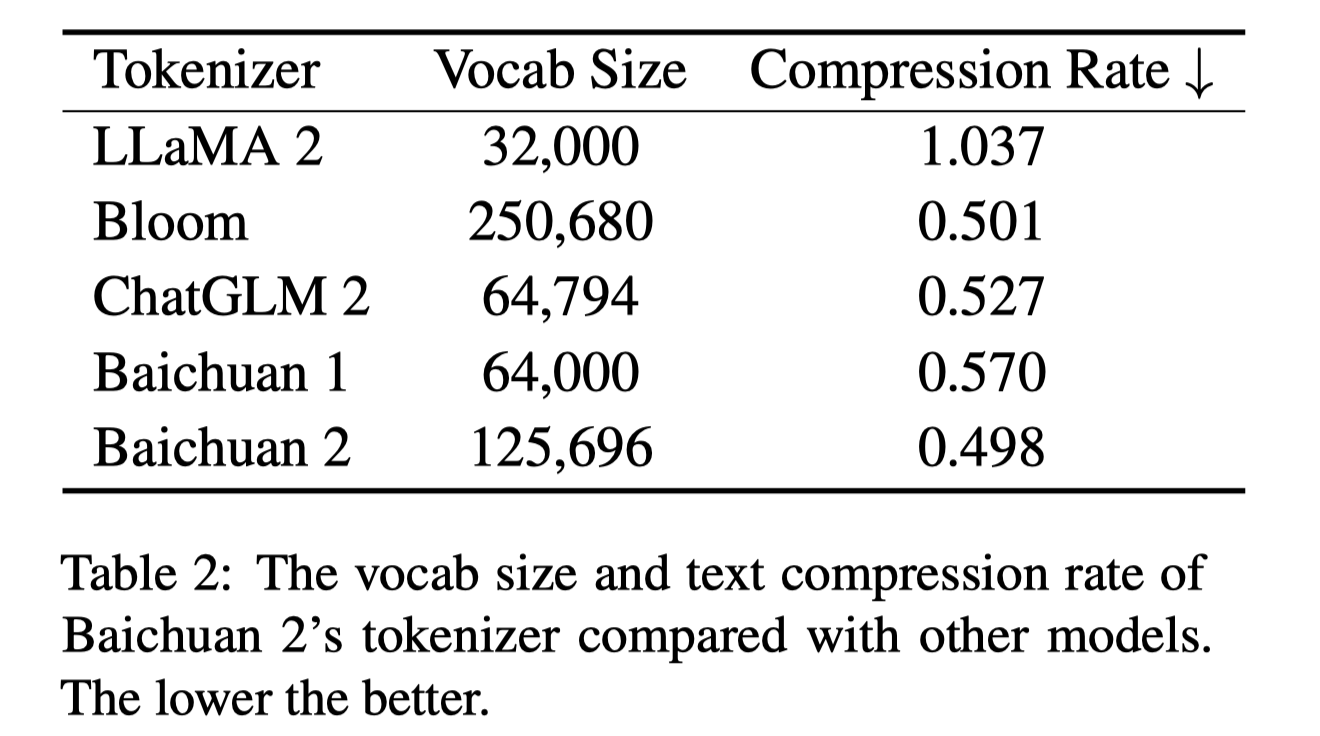 Tokenizer Vocab Size Compression Rate ↓
LLaMA 2 32,000 1.037
Bloom 250,680 0.501
ChatGLM 2 64,794 0.527
Baichuan 1 64,000 0.570
Baichuan 2 125,696 0.498
Table 2: The vocab size and text compression rate of
Baichuan 2’s tokenizer compared with other models.
The lower the better.